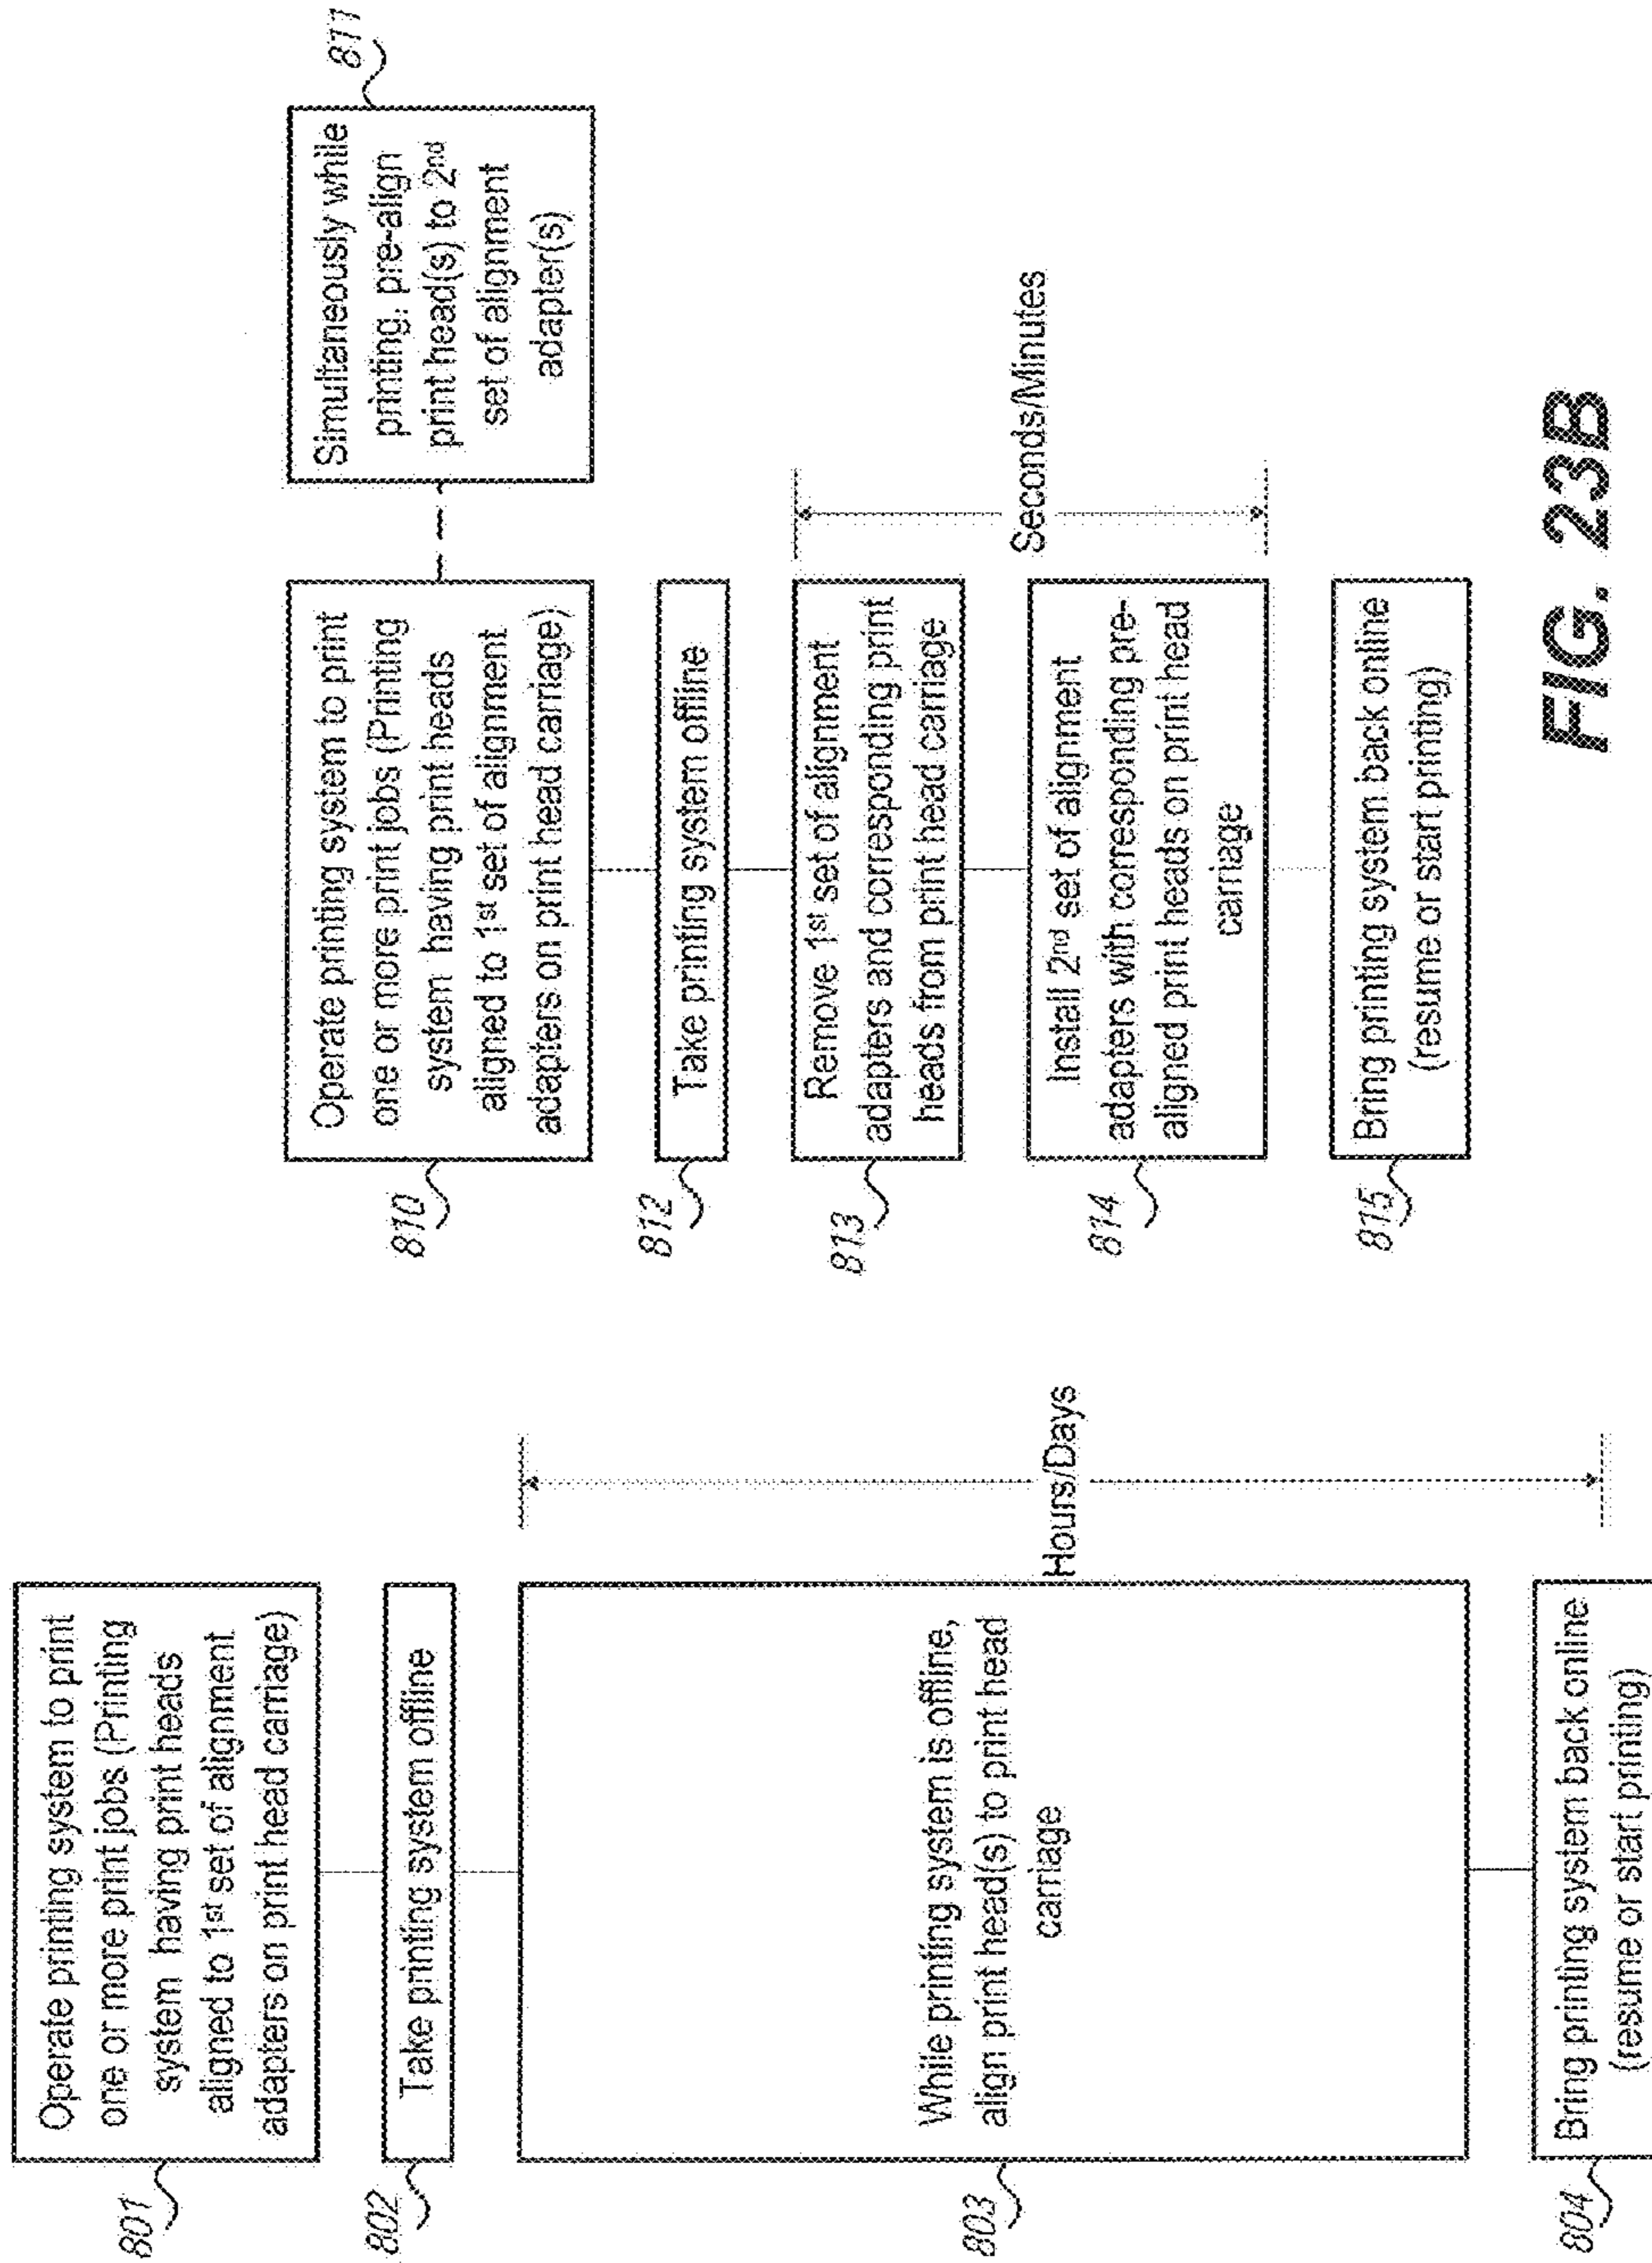 801
Operate printing system to print
one or more print jobs (Printing
system having print heads
aligned to 1st set of alignment
adapters on print head carriage)
802
Take printing system offline
803
While printing system is offline,
align print head(s) to print head
carriage
Hours/Days
804
Bring printing system back online
(resume or start printing)
810
Operate printing system to print
one or more print jobs (Printing
system having print heads
aligned to 1st set of alignment
adapters on print head carriage)
811
Simultaneously while
printing, pre-align
print head(s) to 2nd
set of alignment
adapter(s)
812
Take printing system offline
813
Remove 1st set of alignment
adapters and corresponding print
heads from print head carriage
814
Install 2nd set of alignment
adapters with corresponding pre-
aligned print heads on print head
carriage
Seconds/Minutes
815
Bring printing system back online
(resume or start printing)
FIG. 23B